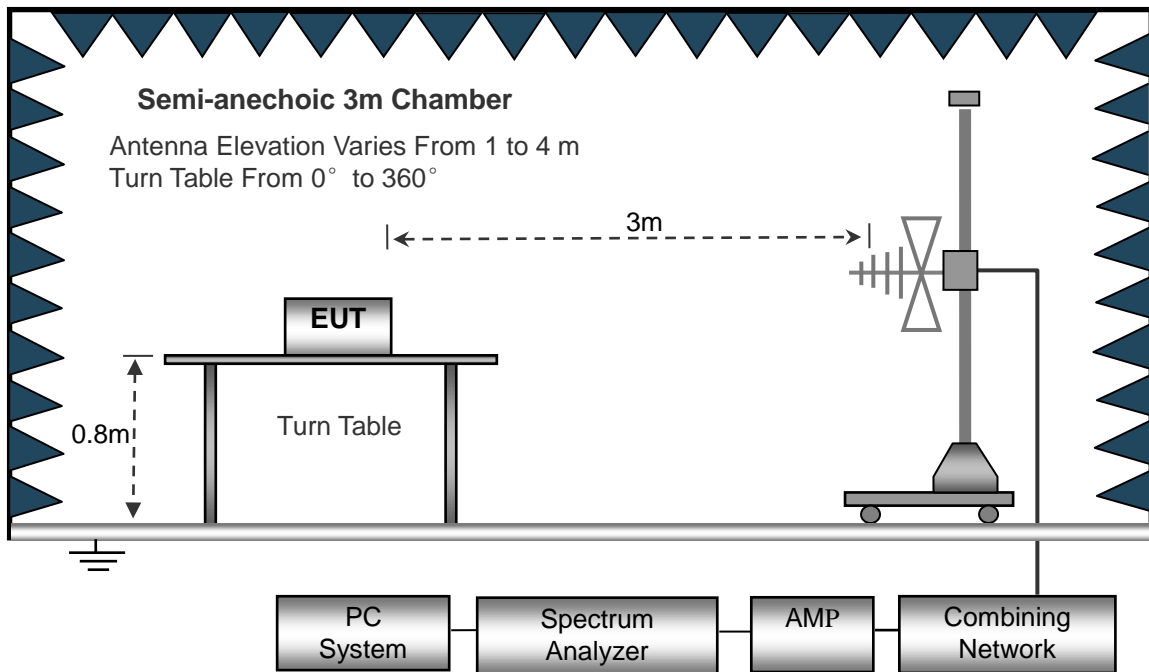 Semi-anechoic 3m Chamber
Antenna Elevation Varies From 1 to 4 m
Turn Table From 0° to 360°
3m
EUT
0.8m
Turn Table
PC
System
Spectrum
Analyzer
AMP
Combining
Network